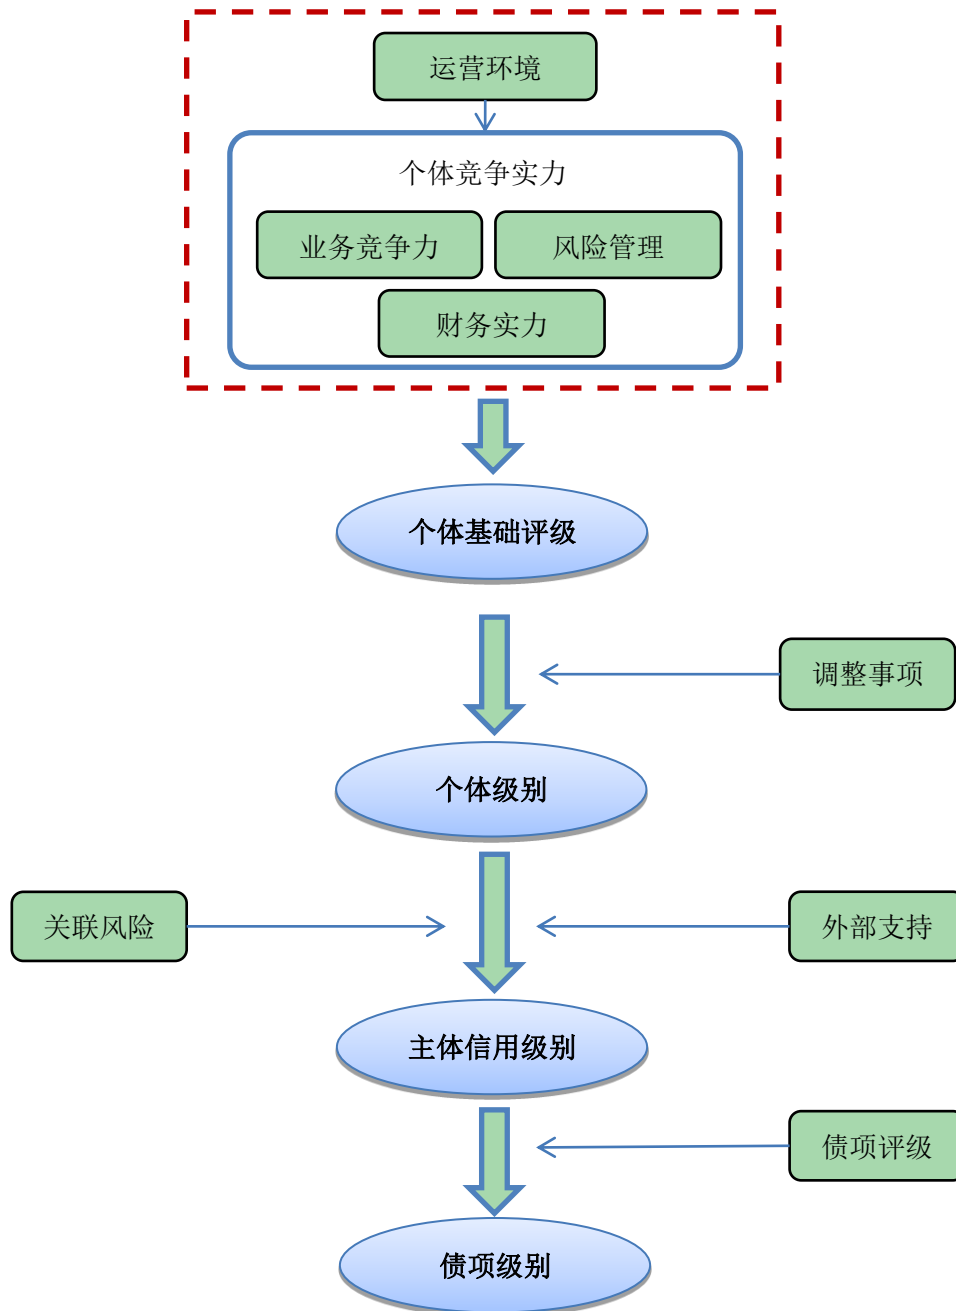 运营环境
个体竞争实力
业务竞争力
风险管理
财务实力
个体基础评级
调整事项
个体级别
关联风险
外部支持
主体信用级别
债项评级
债项级别